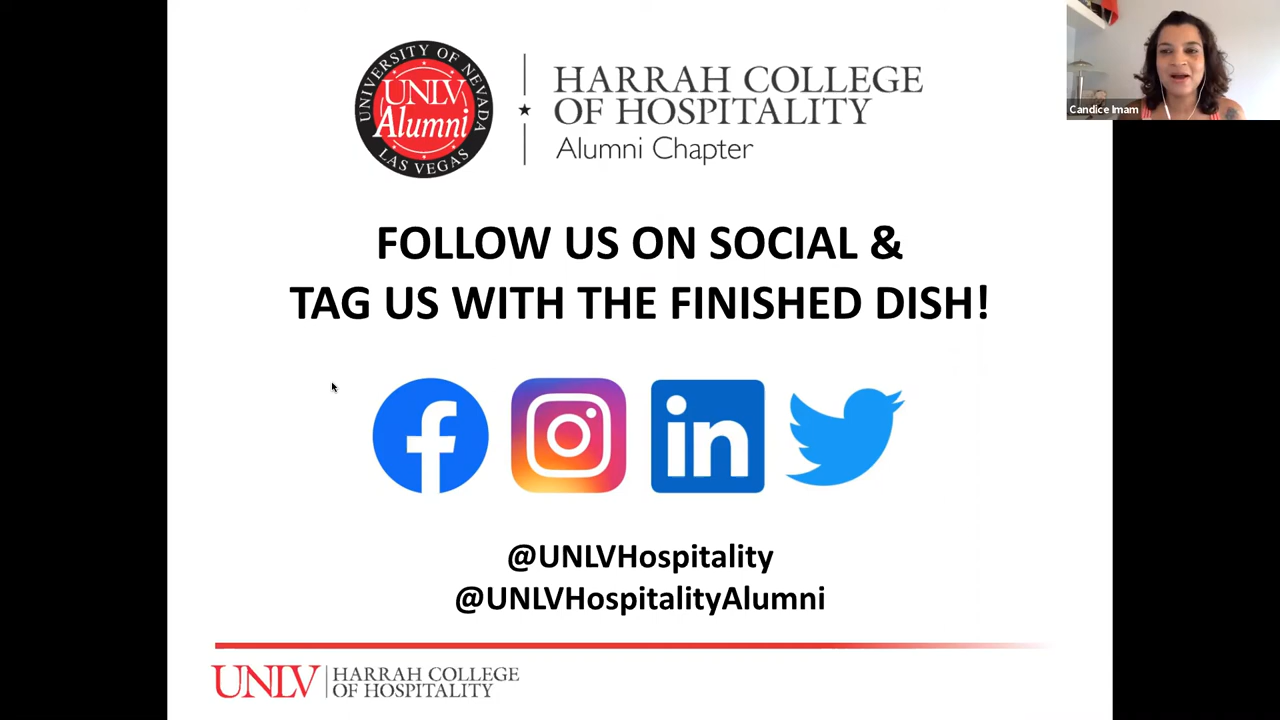 UNIVERSITY OF NEVADA
UNLV
Alumni
LAS VEGAS
HARRAH COLLEGE
OF HOSPITALITY
Alumni Chapter
Candice Imam
FOLLOW US ON SOCIAL &
TAG US WITH THE FINISHED DISH!
f
in
@UNLVHospitality
@UNLVHospitalityAlumni
UNLV
HARRAH COLLEGE
OF HOSPITALITY